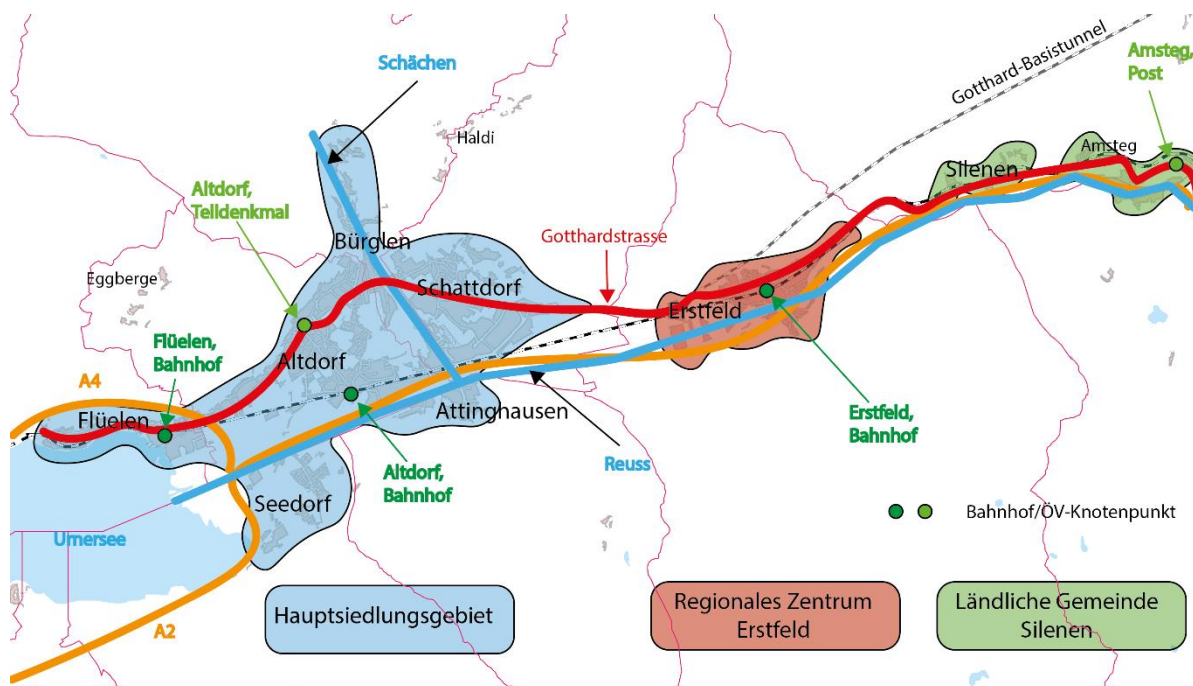 Schächen
Gotthard-Basistunnel
Amsteg,
Post
Haldi
Amsteg
Silenen
Altdorf,
Telldenkmal
Bürglen
Gotthardstrasse
Eggberge
Schattdorf
Erstfeld
Flüelen,
Bahnhof
Altdorf
A4
Flüelen
Attinghausen
Erstfeld,
Bahnhof
Altdorf,
Bahnhof
Reuss
Seedorf
Bahnhof/ÖV-Knotenpunkt
Urnersee
A2
Hauptsiedlungsgebiet
Regionales Zentrum
Erstfeld
Ländliche Gemeinde
Silenen